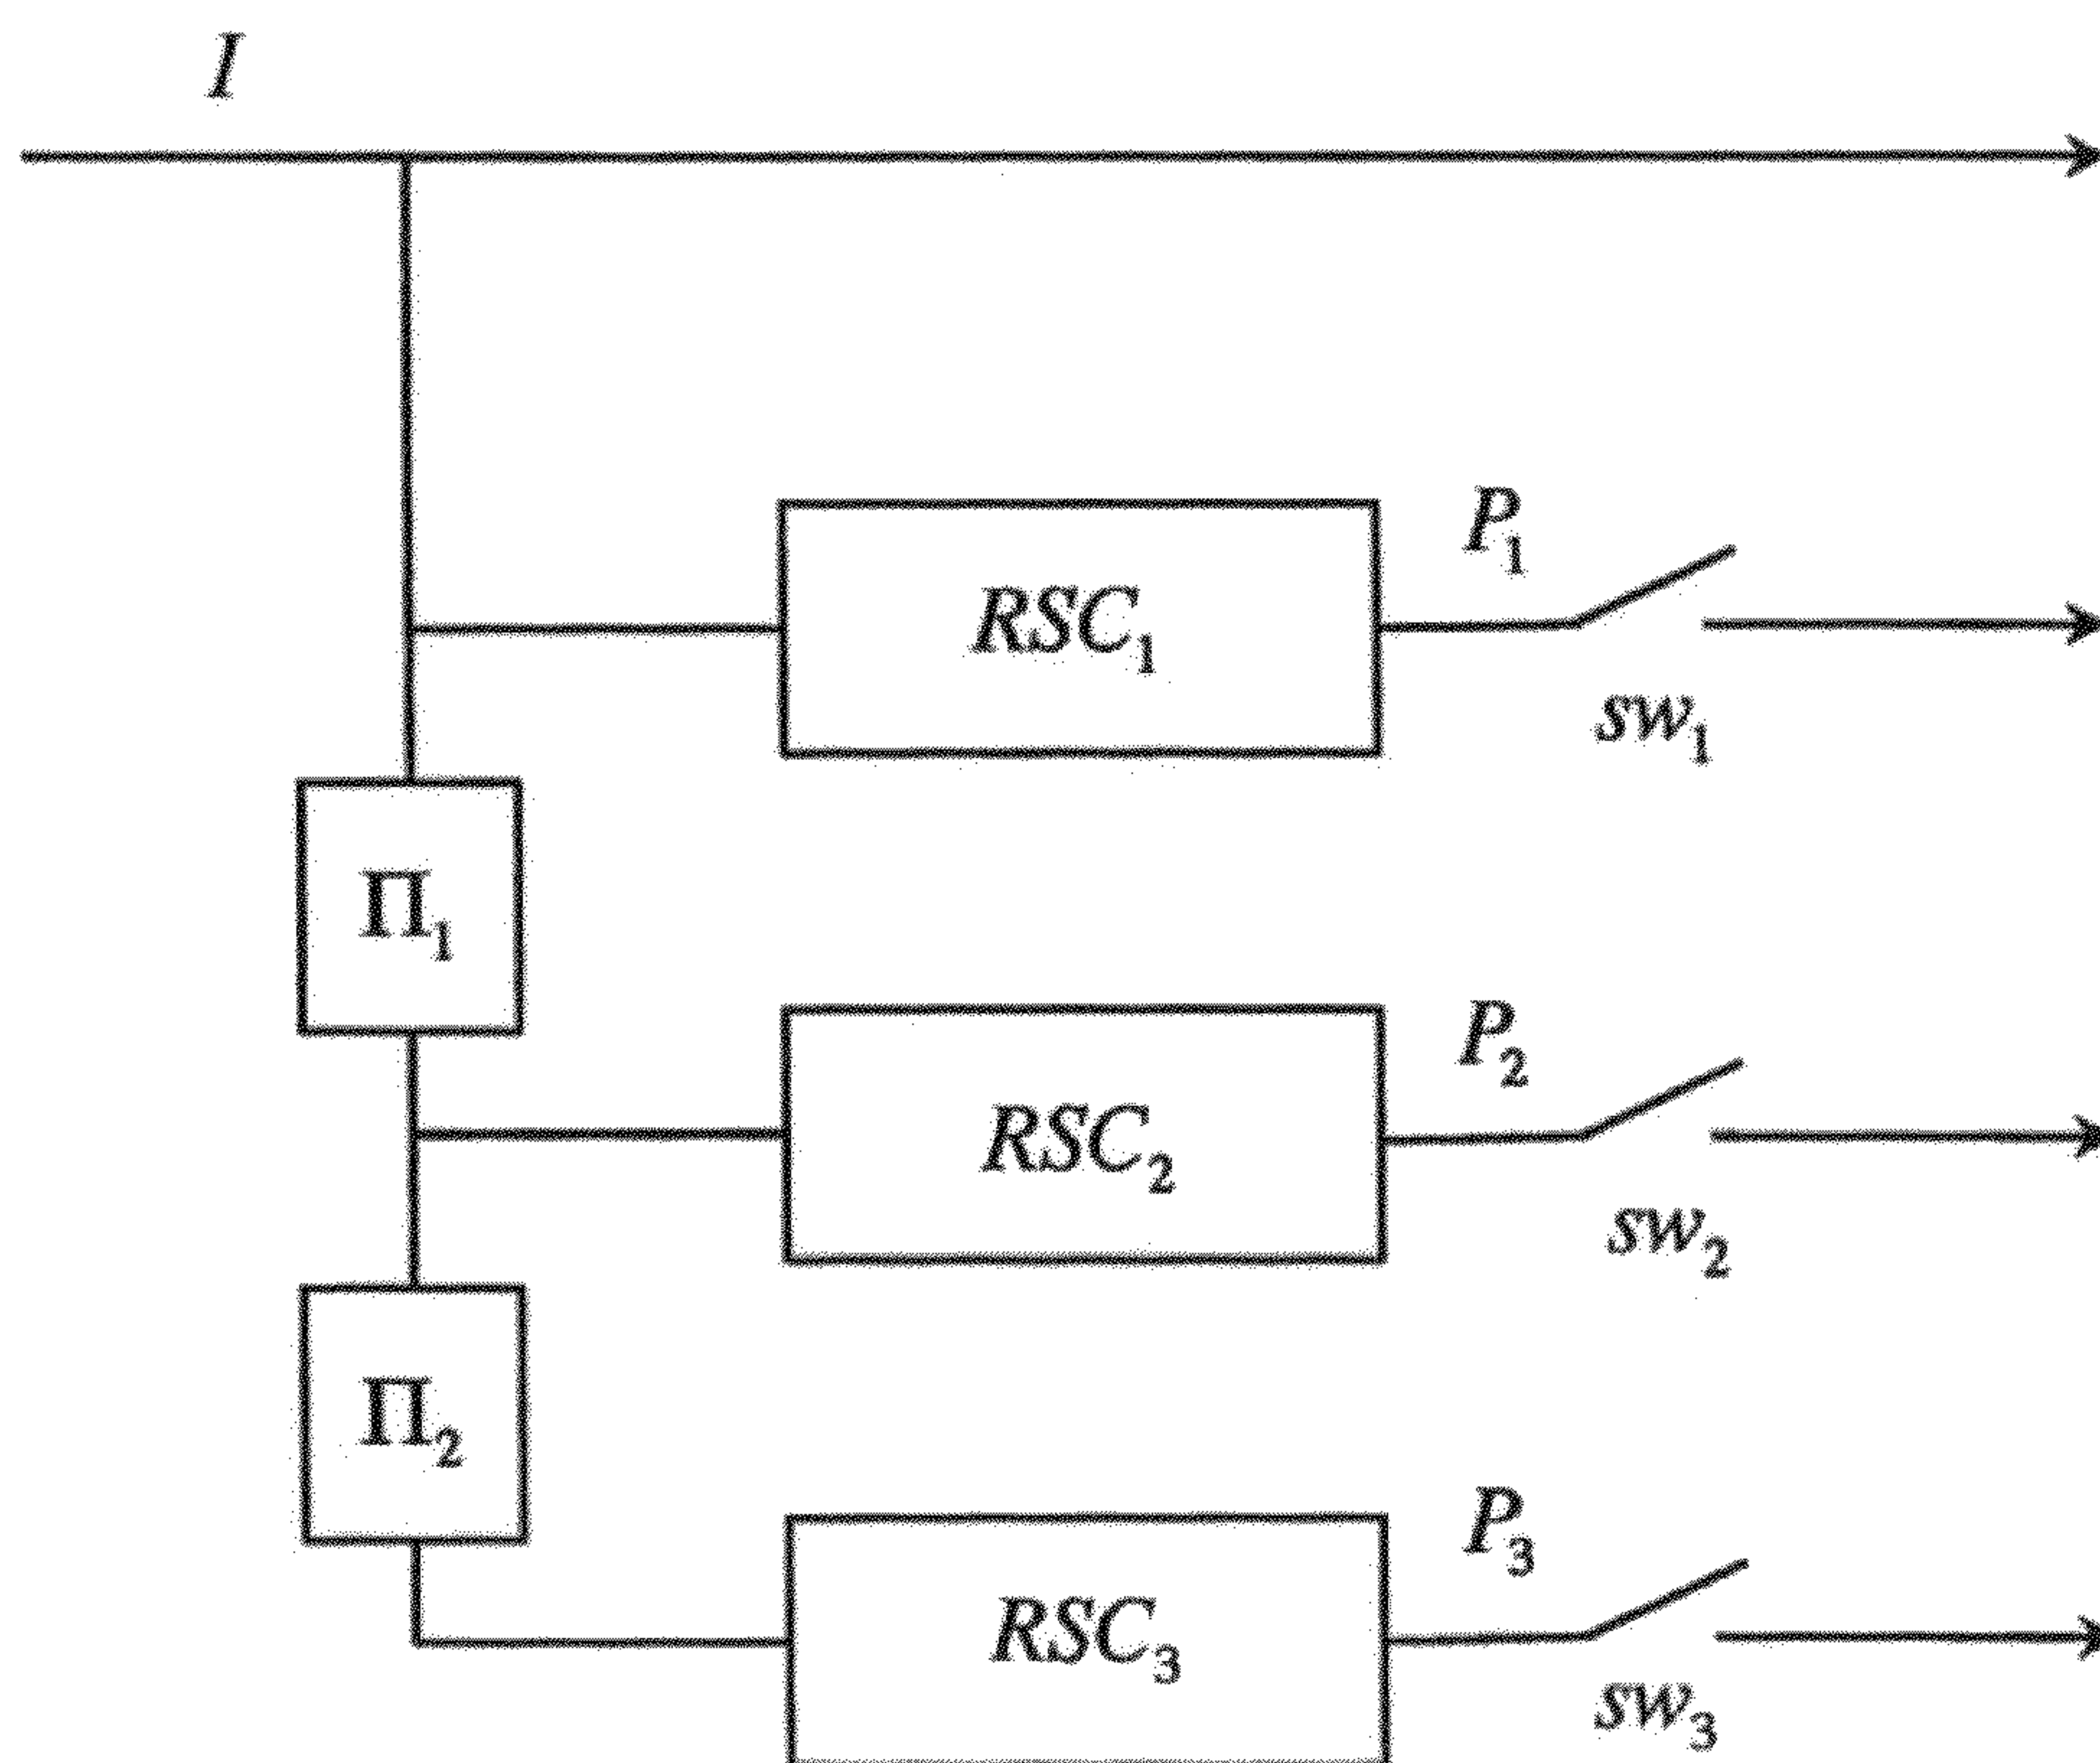 I
P₁
RSC₁
sw₁
Π₁
P₂
RSC₂
sw₂
Π₂
P₃
RSC₃
sw₃